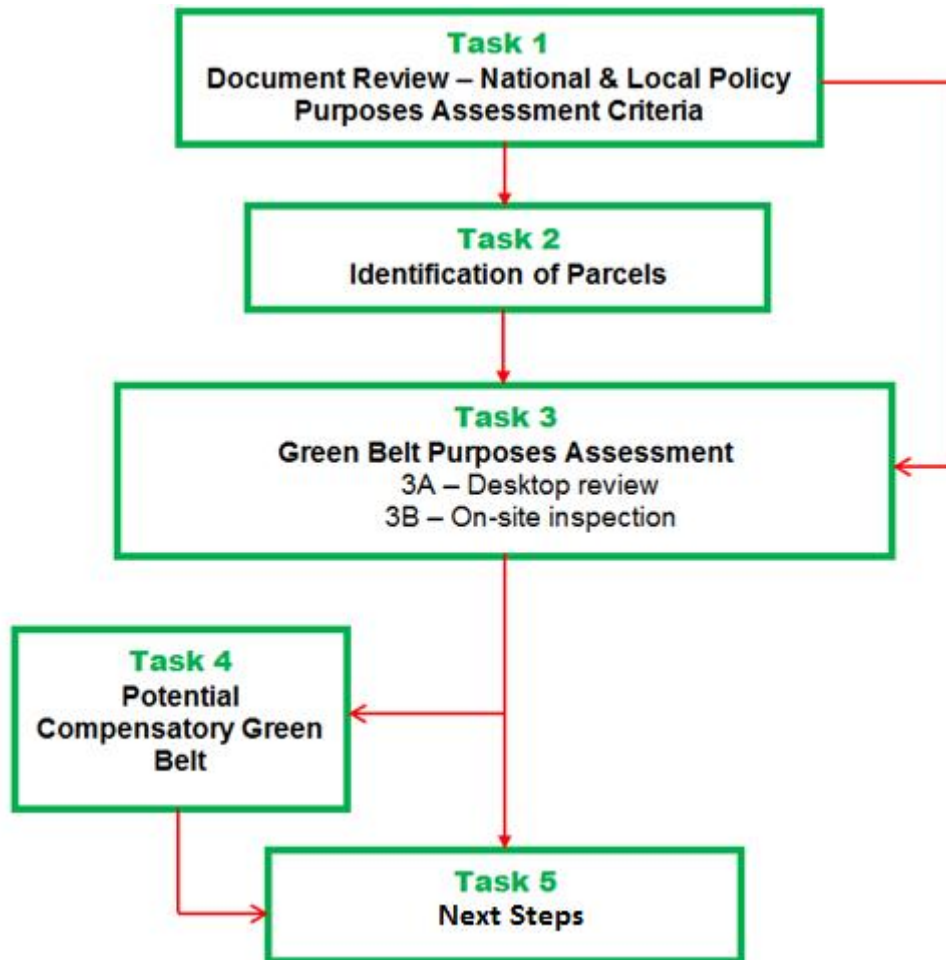 Task 1
Document Review – National & Local Policy
Purposes Assessment Criteria
Task 2
Identification of Parcels
Task 3
Green Belt Purposes Assessment
3A – Desktop review
3B – On-site inspection
Task 4
Potential
Compensatory Green
Belt
Task 5
Next Steps